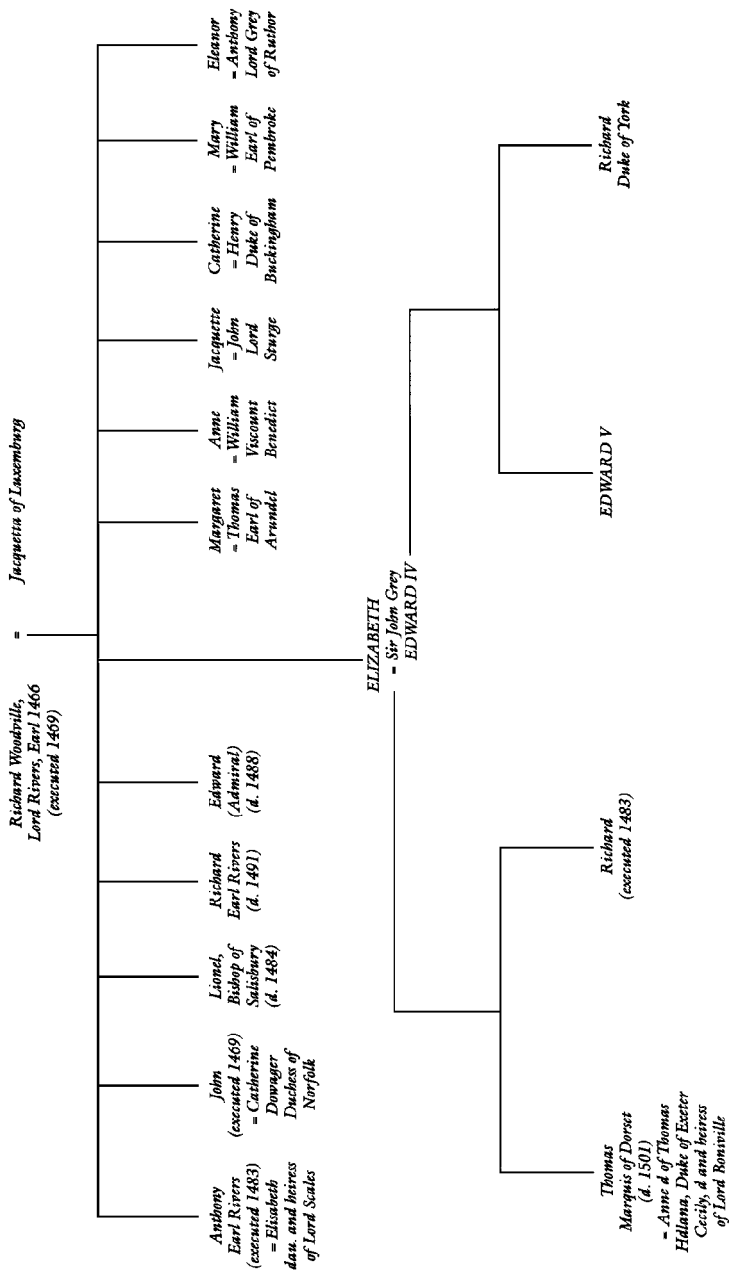 Richard Woodville,
Lord Rivers, Earl 1466
(executed 1469)
=
Jacquetta of Luxemburg
Anthony
Earl Rivers
(executed 1483)
= Elisabeth
dau. and heiress
of Lord Scales
John
(executed 1469)
= Catherine
Dowager
Duchess of
Norfolk
Lionel,
Bishop of
Salisbury
(d. 1484)
Richard
Earl Rivers
(d. 1491)
Edward
(Admiral)
(d. 1488)
Margaret
= Thomas
Earl of
Arundel
Anne
= William
Viscount
Benedict
Jacquette
= John
Lord
Sturge
Catherine
= Henry
Duke of
Buckingham
Mary
= William
Earl of
Pembroke
Eleanor
= Anthony
Lord Grey
of Ruthor
ELIZABETH
= Sir John Grey
EDWARD IV
Thomas
Marquis of Dorset
(d. 1501)
= Anne d of Thomas
Hdlana, Duke of Exeter
Cecily, d and heiress
of Lord Boniville
Richard
(executed 1483)
EDWARD V
Richard
Duke of York